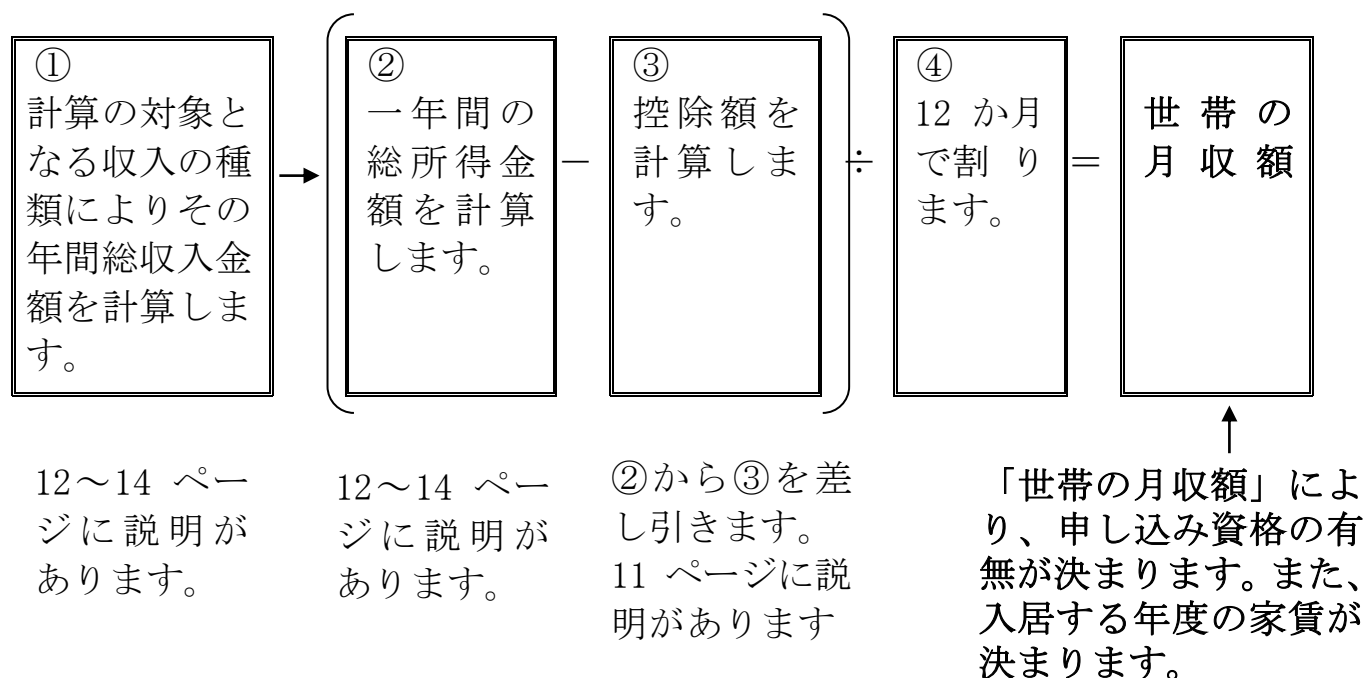 ①
計算の対象と
なる収入の種
類によりその
年間総収入金
額を計算しま
す。
→
(
②
一年間の
総所得金
額を計算
します。
－
③
控除額を
計算しま
す。
)
÷
④
12 か月
で割り
ます。
＝
世帯の
月収額
12～14 ペー
ジに説明が
あります。
12～14 ペー
ジに説明が
あります。
②から③を差
し引きます。
11 ページに説
明があります
↑
「世帯の月収額」によ
り、申し込み資格の有
無が決まります。また、
入居する年度の家賃が
決まります。